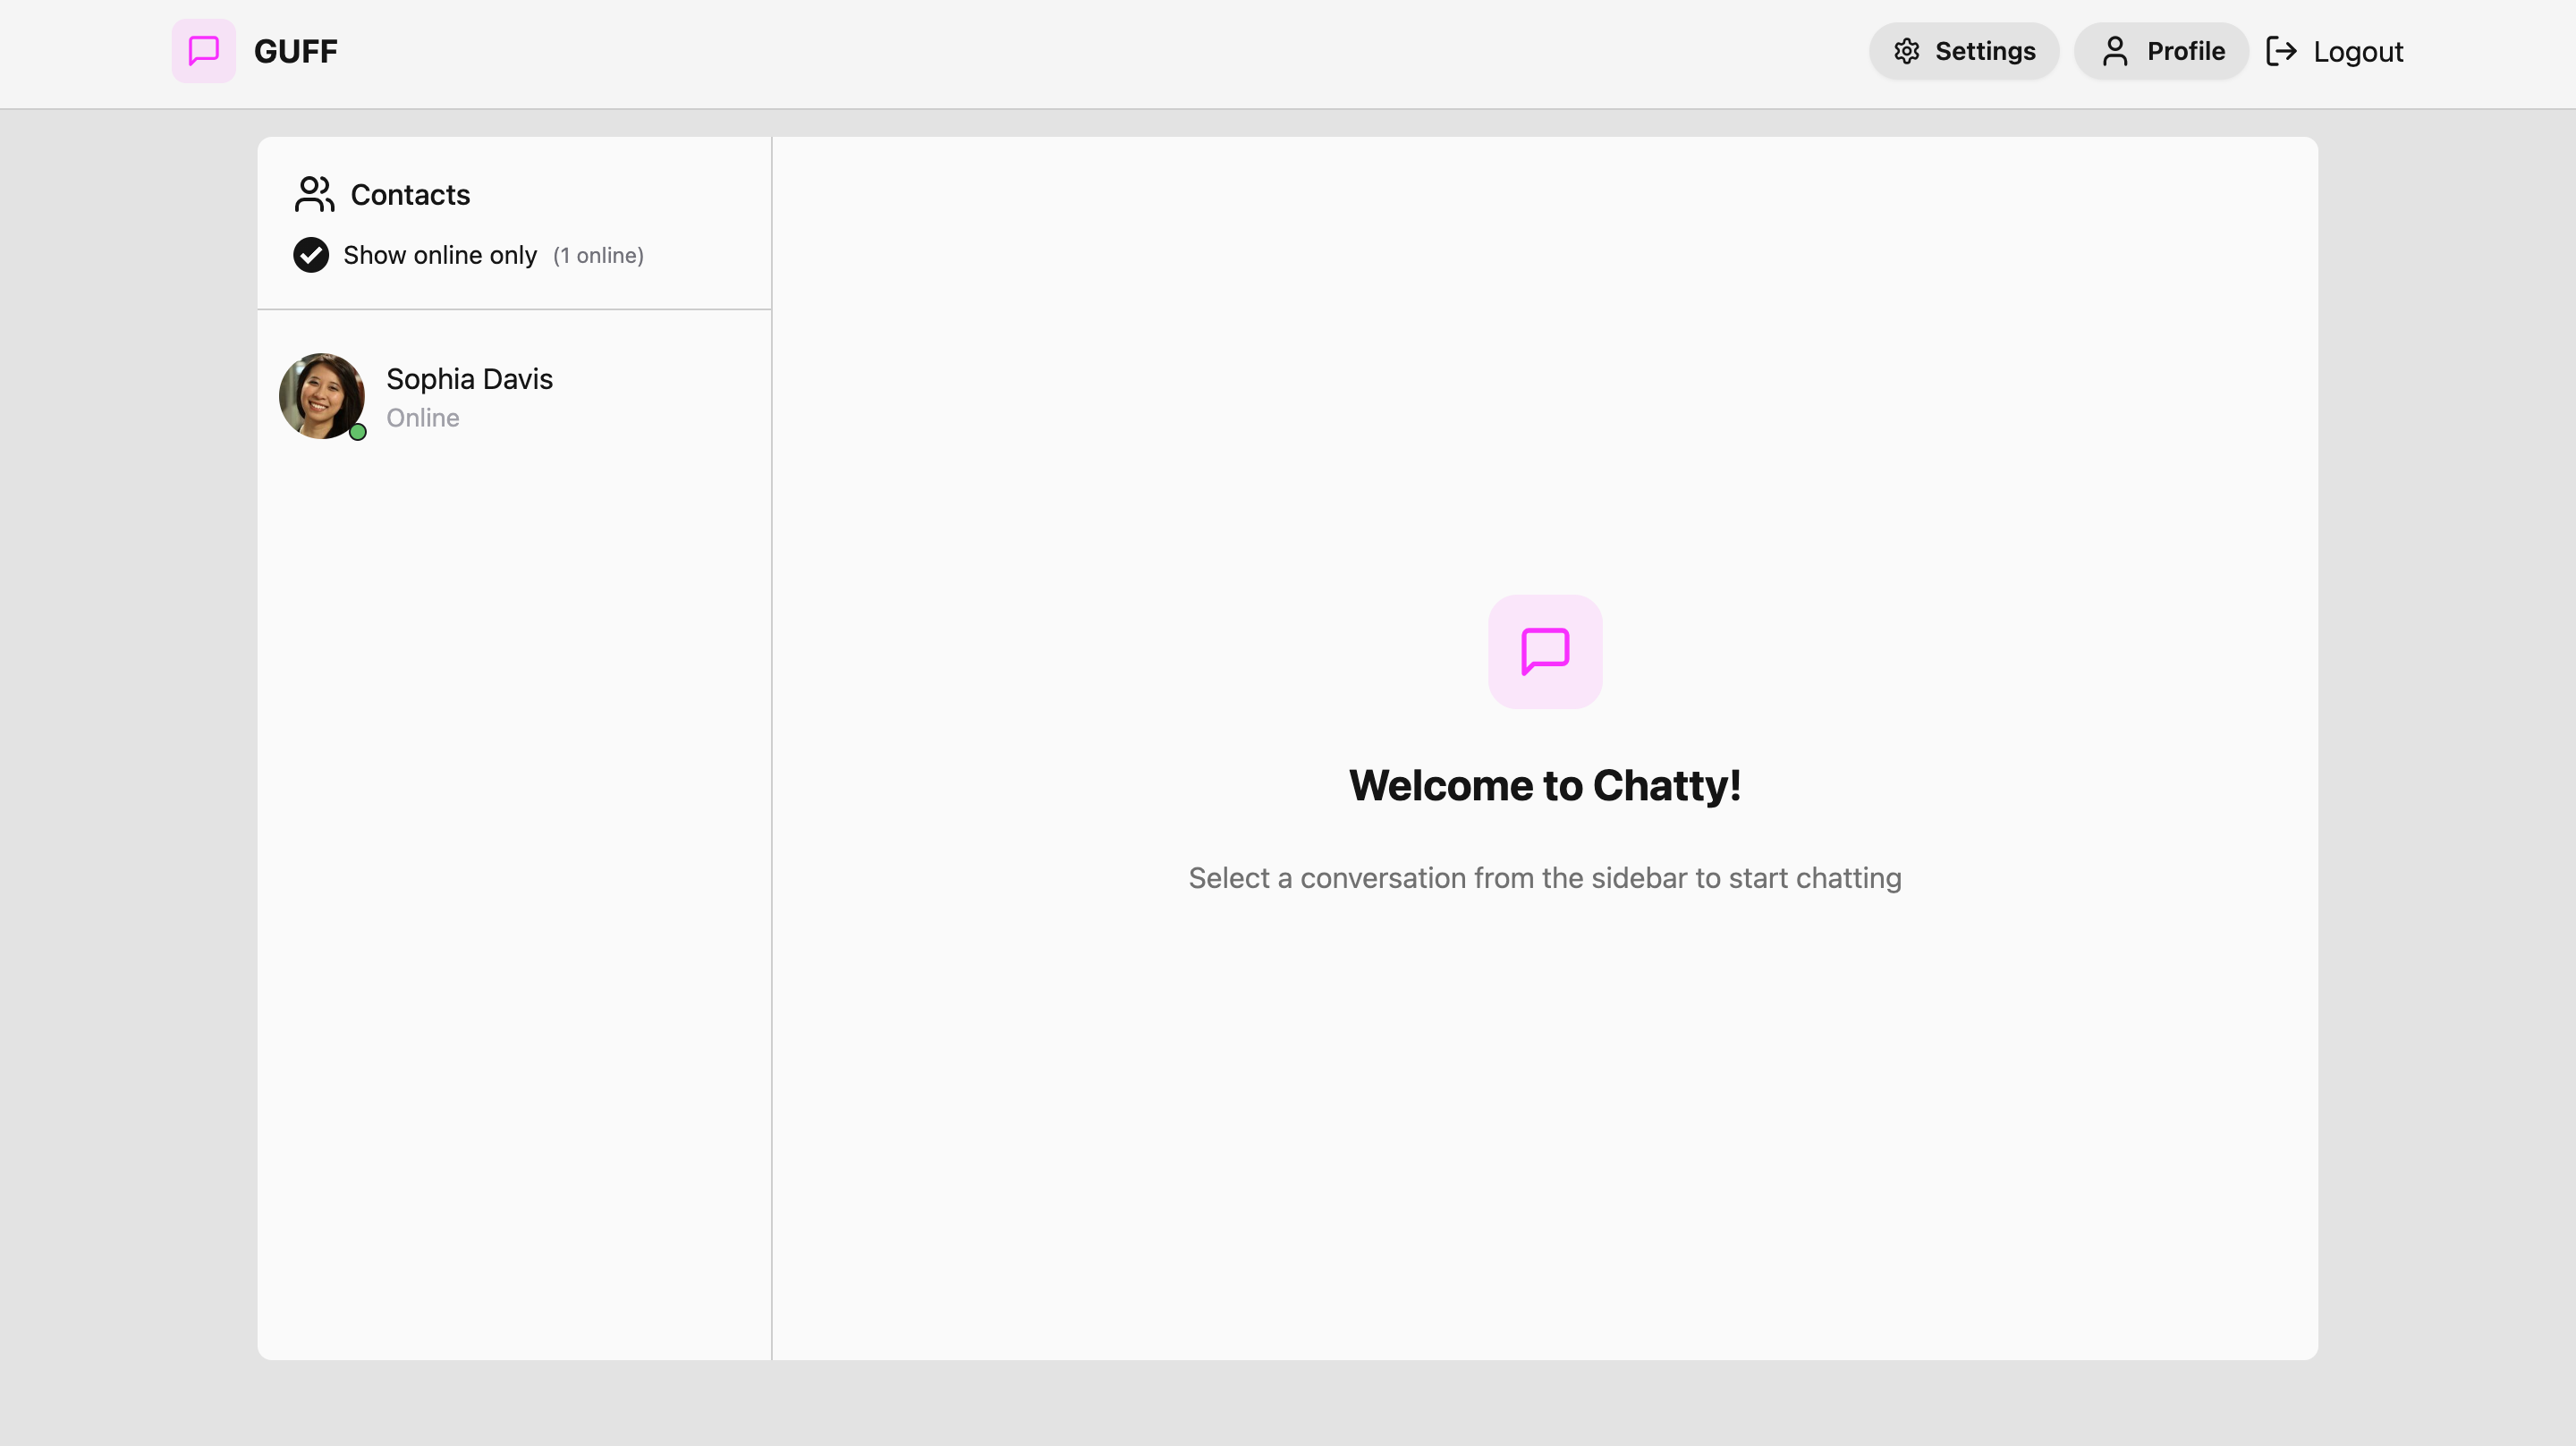 GUFF
Settings
Profile
Logout
Contacts
Show online only (1 online)
Sophia Davis
Online
Welcome to Chatty!
Select a conversation from the sidebar to start chatting